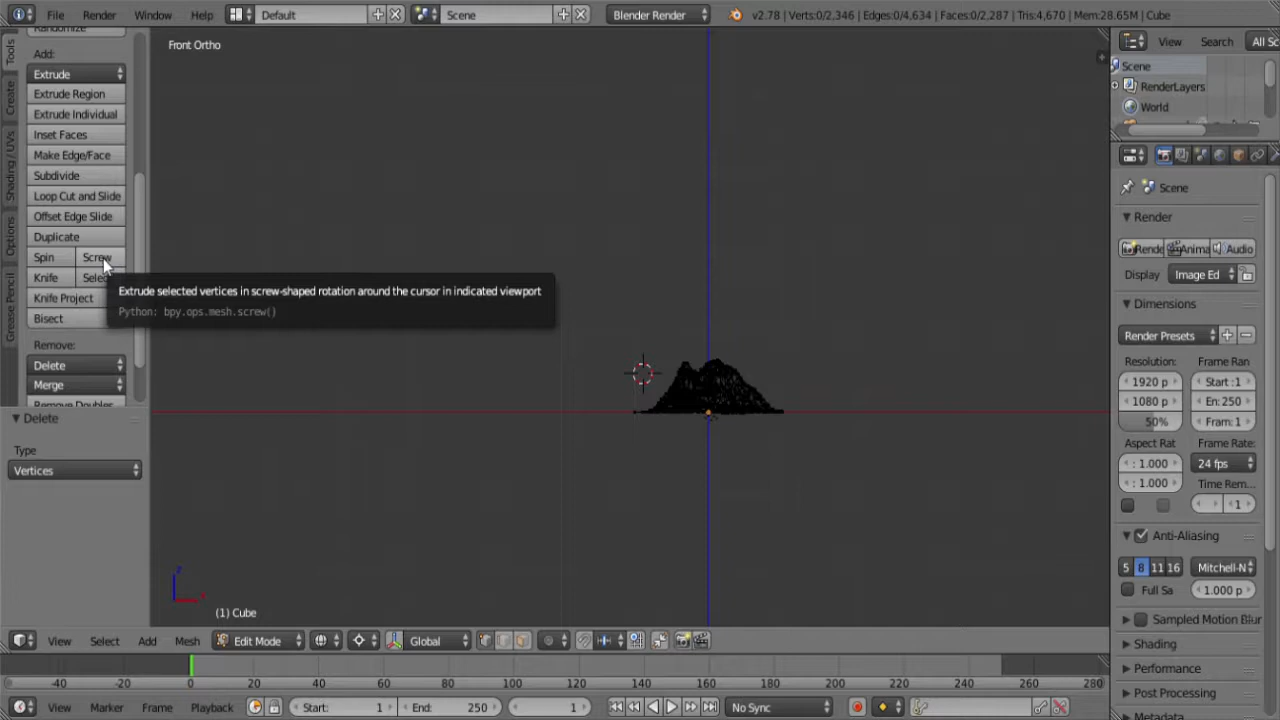 File Render Window Help Default Scene Blender Render v2.78 | Verts:0/2,346 | Edges:0/4,634 | Faces:0/2,287 | Tris:4,670 | Mem:28.65M | Cube
Tools
Create
Shading / UVs
Options
Grease Pencil
Randomize
Add:
Extrude
Extrude Region
Extrude Individual
Inset Faces
Make Edge/Face
Subdivide
Loop Cut and Slide
Offset Edge Slide
Duplicate
Spin Screw
Knife Selec
Knife Project
Bisect
Remove:
Delete
Merge
Remove Doubles
Delete
Type
Vertices
Front Ortho
Extrude selected vertices in screw-shaped rotation around the cursor in indicated viewport
Python: bpy.ops.mesh.screw()
z
x
(1) Cube
View Search All Sc
Scene
RenderLayers
World
Scene
Render
Rende Anima Audio
Display Image Ed
Dimensions
Render Presets
Resolution: Frame Ran
1920 p Start :1
1080 p En: 250
50% Fram: 1
Aspect Rat Frame Rate:
: 1.000 24 fps
: 1.000 Time Rem...
1
Anti-Aliasing
5 8 11 16 Mitchell-N
Full Sa 1.000 p
Sampled Motion Blur
Shading
Performance
Post Processing
Metadata
View Select Add Mesh Edit Mode Global
-40 -20 0 20 40 60 80 100 120 140 160 180 200 220 240 260 280
View Marker Frame Playback Start: 1 End: 250 1 No Sync